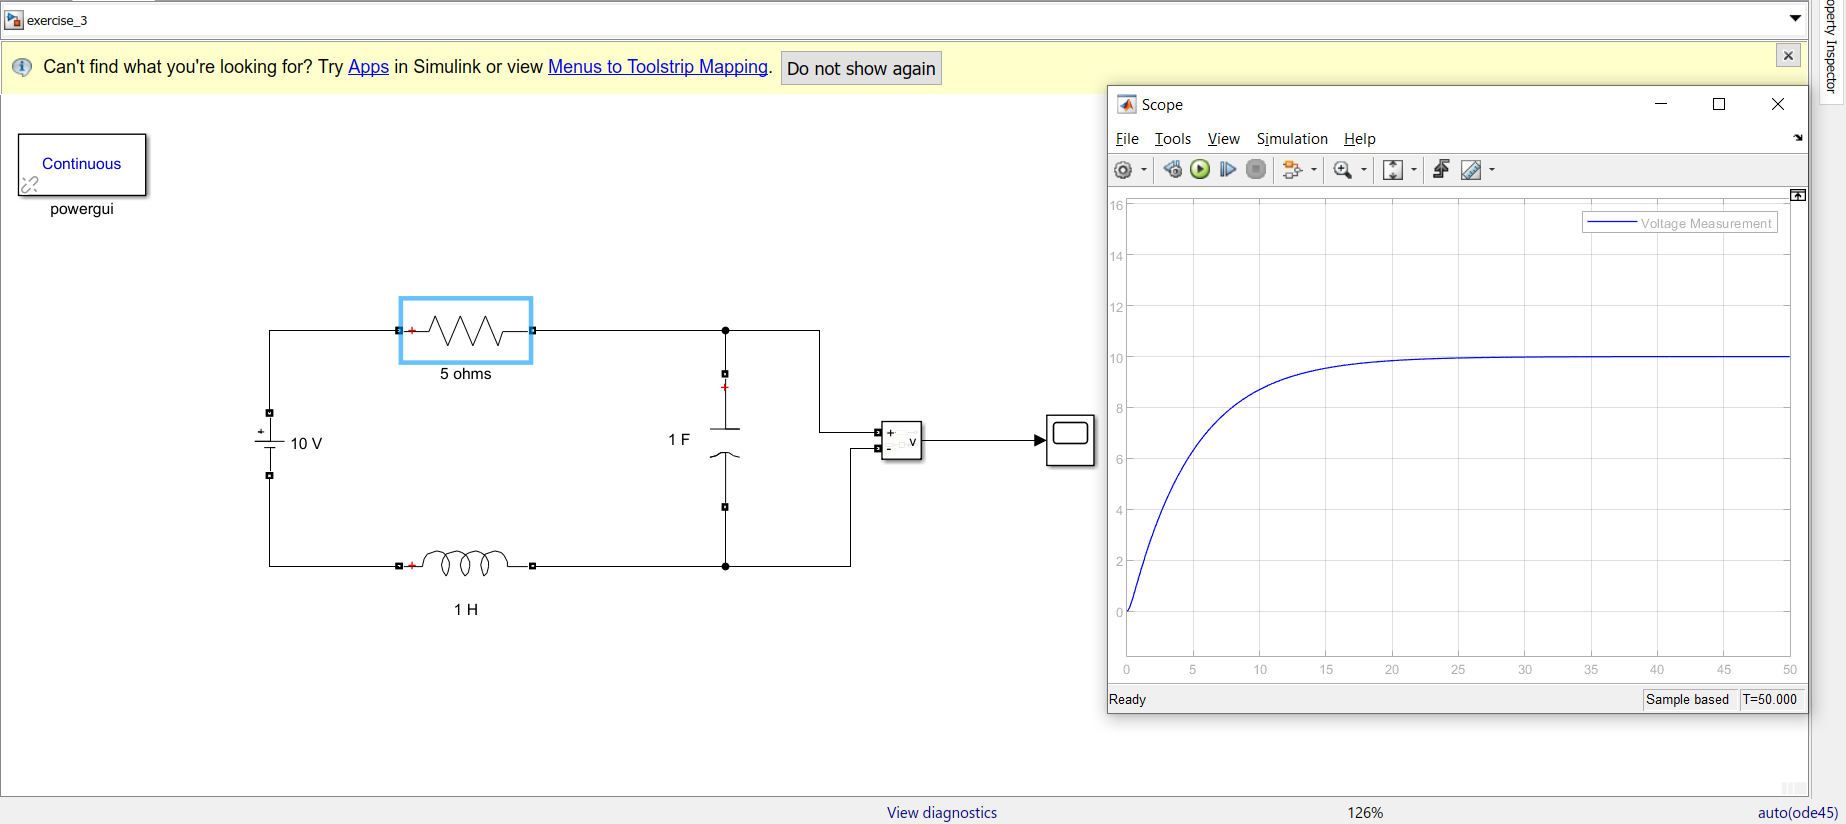 exercise_3
Can't find what you're looking for? Try Apps in Simulink or view Menus to Toolstrip Mapping. Do not show again
operty Inspector
Continuous
powergui
5 ohms
+
10 V
1 F
+
-
v
1 H
Scope
File Tools View Simulation Help
Voltage Measurement
16
14
12
10
8
6
4
2
0
0 5 10 15 20 25 30 35 40 45 50
Ready Sample based T=50.000
View diagnostics 126% auto(ode45)